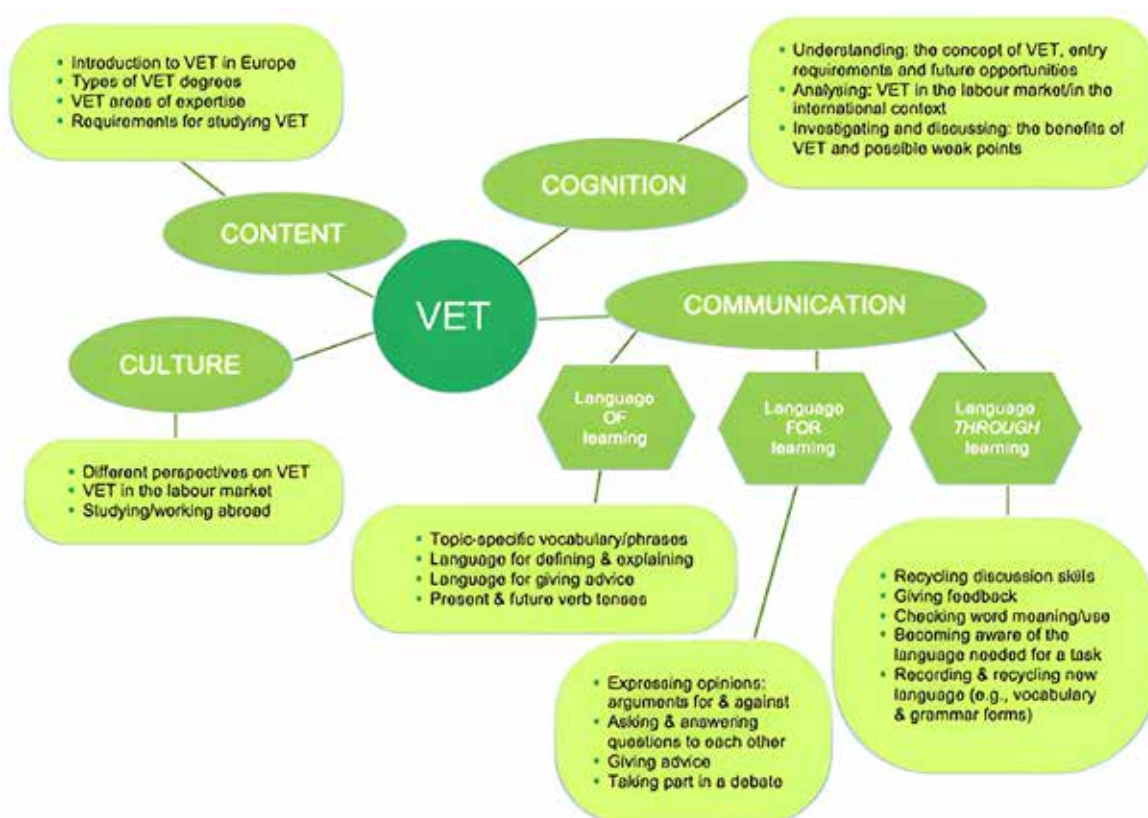 • Introduction to VET in Europe
• Types of VET degrees
• VET areas of expertise
• Requirements for studying VET
CONTENT
• Understanding: the concept of VET, entry
requirements and future opportunities
• Analysing: VET in the labour market/in the
international context
• Investigating and discussing: the benefits of
VET and possible weak points
COGNITION
VET
CULTURE
• Different perspectives on VET
• VET in the labour market
• Studying/working abroad
COMMUNICATION
Language
OF
learning
• Topic-specific vocabulary/phrases
• Language for defining & explaining
• Language for giving advice
• Present & future verb tenses
Language
FOR
learning
• Expressing opinions:
arguments for & against
• Asking & answering
questions to each other
• Giving advice
• Taking part in a debate
Language
THROUGH
learning
• Recycling discussion skills
• Giving feedback
• Checking word meaning/use
• Becoming aware of the
language needed for a task
• Recording & recycling new
language (e.g., vocabulary
& grammar forms)